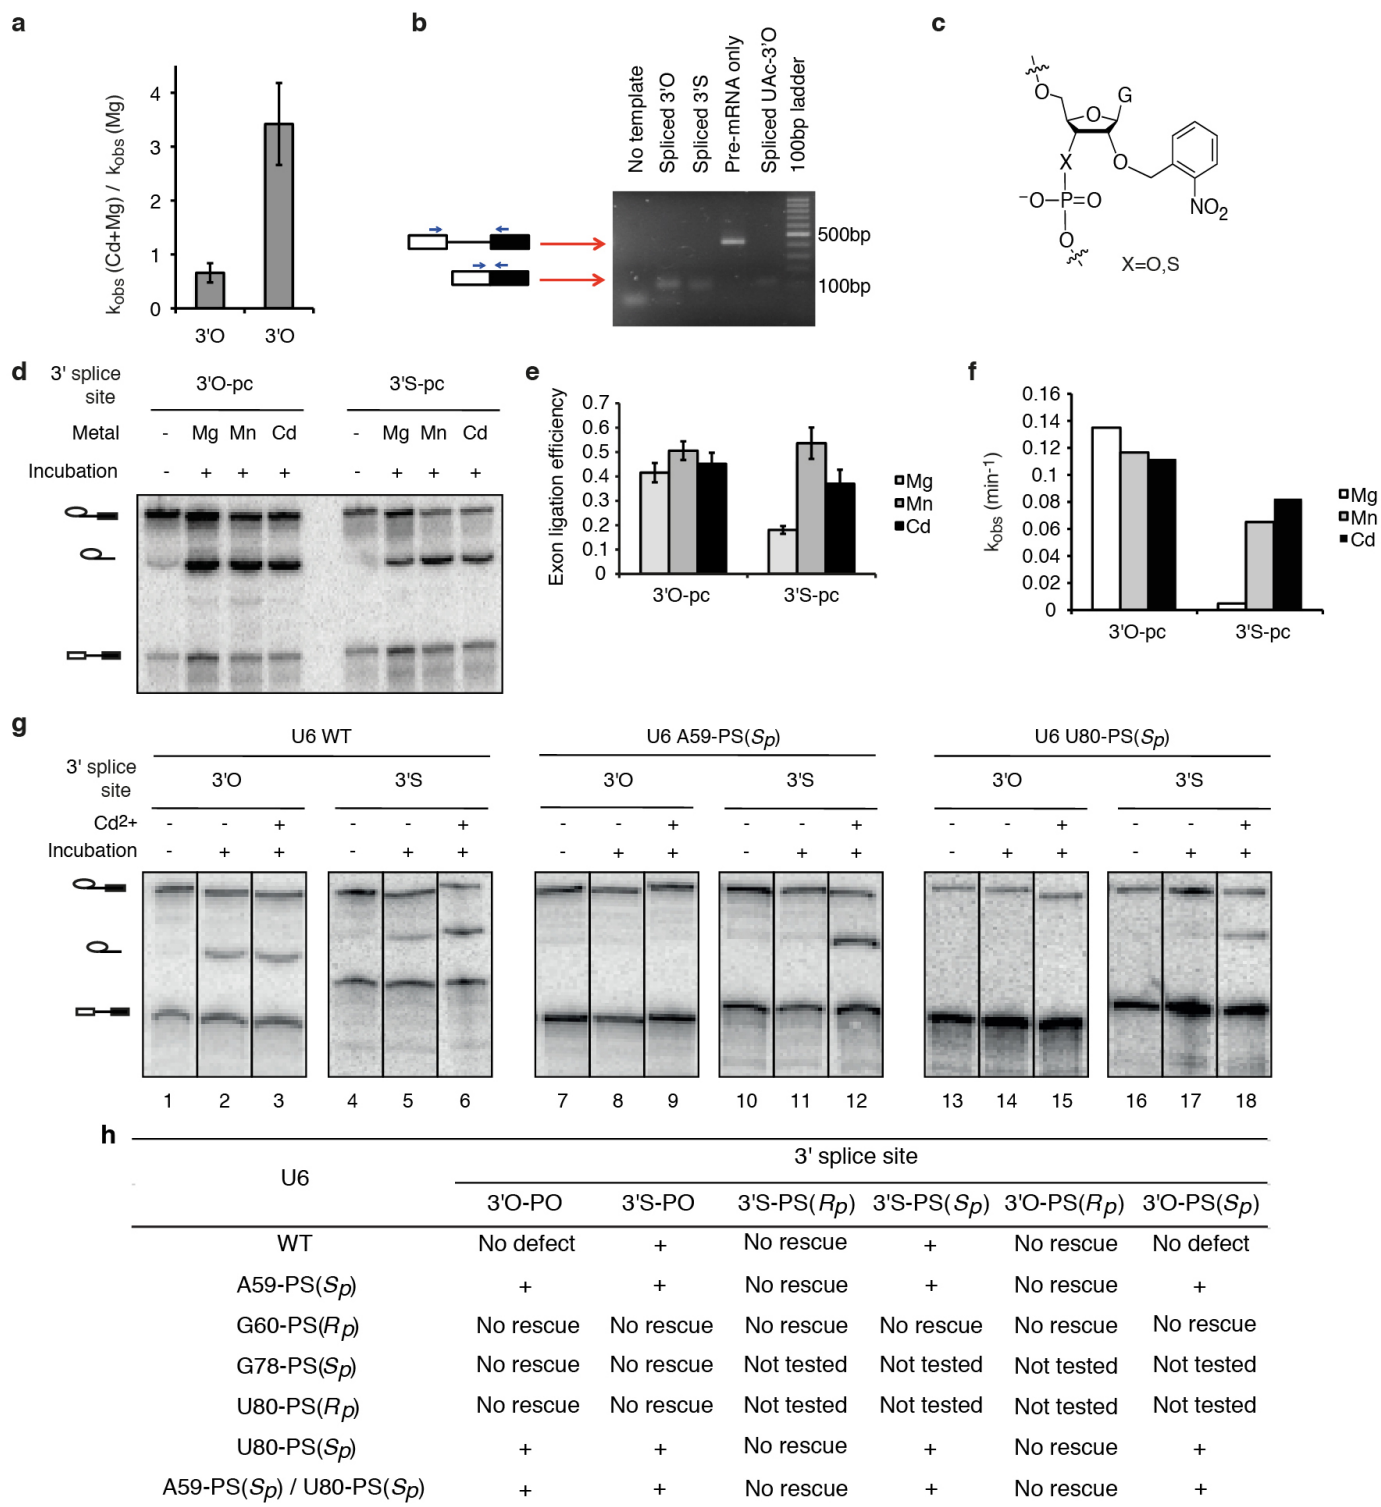 a
k_obs (Cd+Mg) / k_obs (Mg)
4
3
2
1
0
3'O
3'O
b
No template
Spliced 3'O
Spliced 3'S
Pre-mRNA only
Spliced UAc-3'O
100bp ladder
500bp
100bp
c
O
O
G
X
O
⁻O–P=O
NO₂
O
X=O,S
d
3' splice site
3'O-pc
3'S-pc
Metal
- Mg Mn Cd
- Mg Mn Cd
Incubation
- + + +
- + + +
e
Exon ligation efficiency
0.7
0.6
0.5
0.4
0.3
0.2
0.1
0
3'O-pc
3'S-pc
Mg
Mn
Cd
f
k_obs (min⁻¹)
0.16
0.14
0.12
0.1
0.08
0.06
0.04
0.02
0
3'O-pc
3'S-pc
Mg
Mn
Cd
g
U6 WT
U6 A59-PS(Sp)
U6 U80-PS(Sp)
3' splice site
3'O
3'S
3'O
3'S
3'O
3'S
Cd2+
- - + - - + - - + - - + - - + - - +
Incubation
- + + - + + - + + - + + - + + - + +
1 2 3 4 5 6 7 8 9 10 11 12 13 14 15 16 17 18
h
U6
3' splice site
3'O-PO 3'S-PO 3'S-PS(Rp) 3'S-PS(Sp) 3'O-PS(Rp) 3'O-PS(Sp)
WT No defect + No rescue + No rescue No defect
A59-PS(Sp) + + No rescue + No rescue +
G60-PS(Rp) No rescue No rescue No rescue No rescue No rescue No rescue
G78-PS(Sp) No rescue No rescue Not tested Not tested Not tested Not tested
U80-PS(Rp) No rescue No rescue Not tested Not tested Not tested Not tested
U80-PS(Sp) + + No rescue + No rescue +
A59-PS(Sp) / U80-PS(Sp) + + No rescue + No rescue +